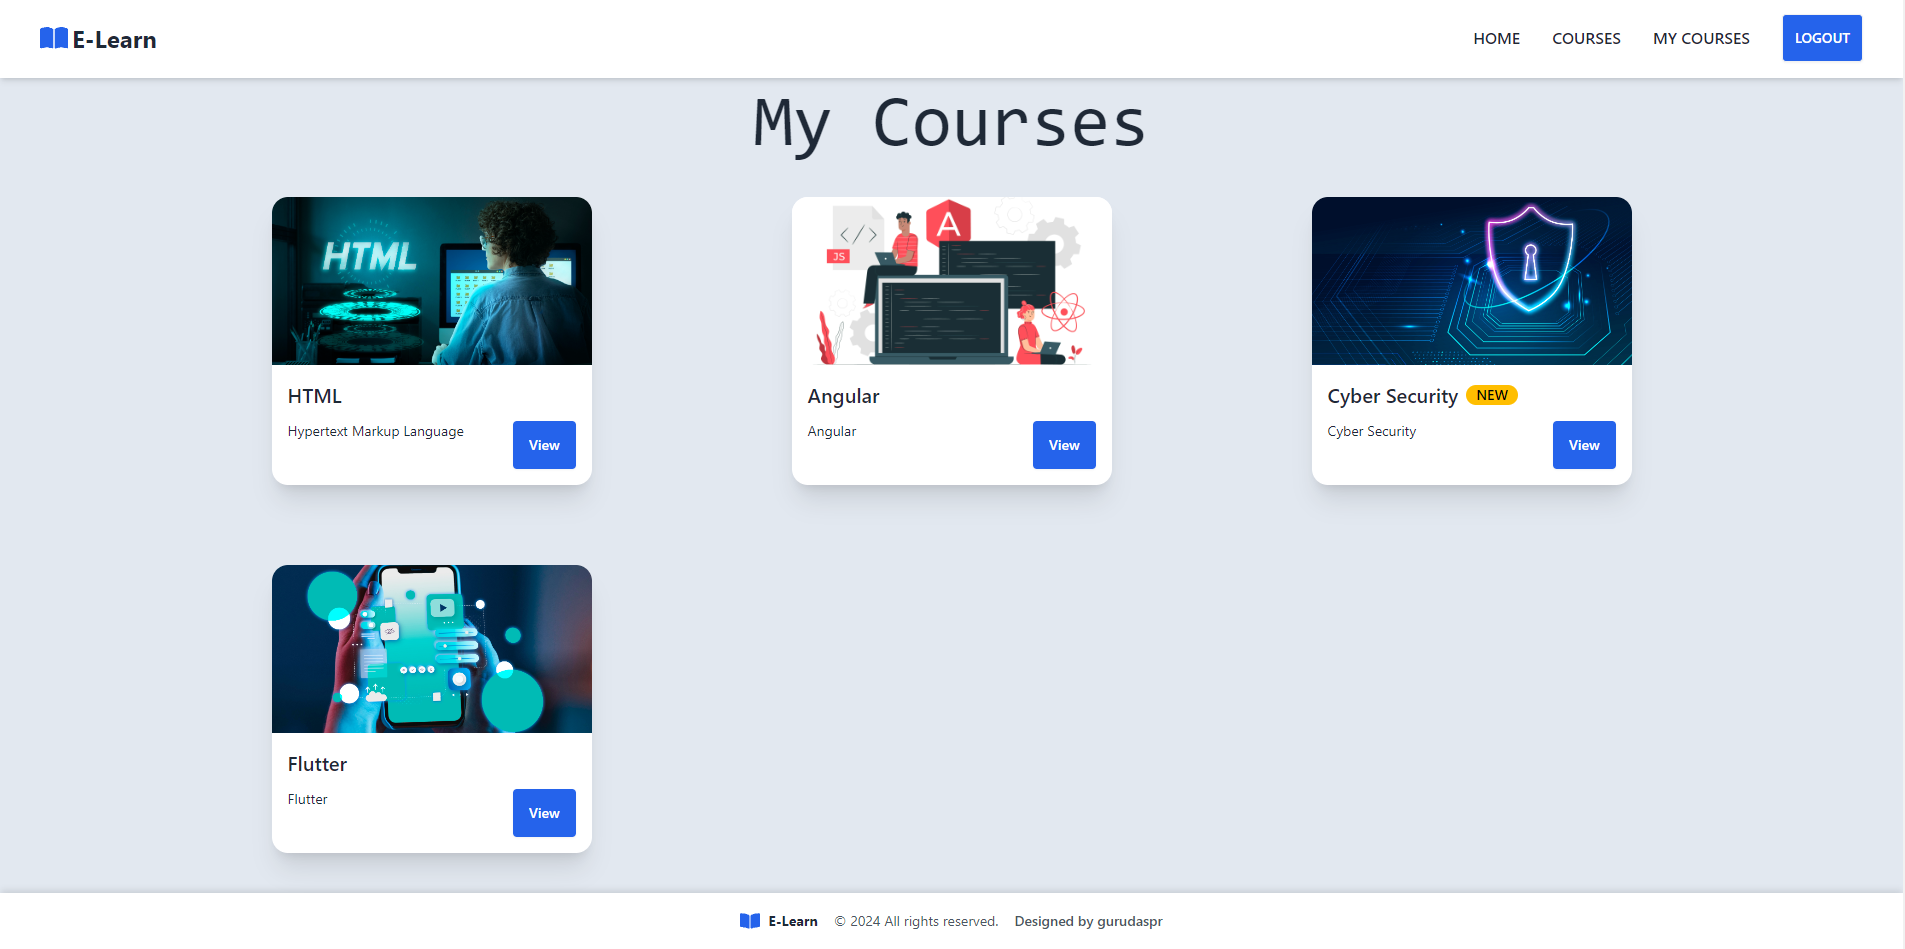 E-Learn
HOME COURSES MY COURSES LOGOUT
My Courses
HTML
HTML
Hypertext Markup Language
View
A
</>
JS
Angular
Angular
View
Cyber Security NEW
Cyber Security
View
Flutter
Flutter
View
E-Learn © 2024 All rights reserved. Designed by gurudaspr